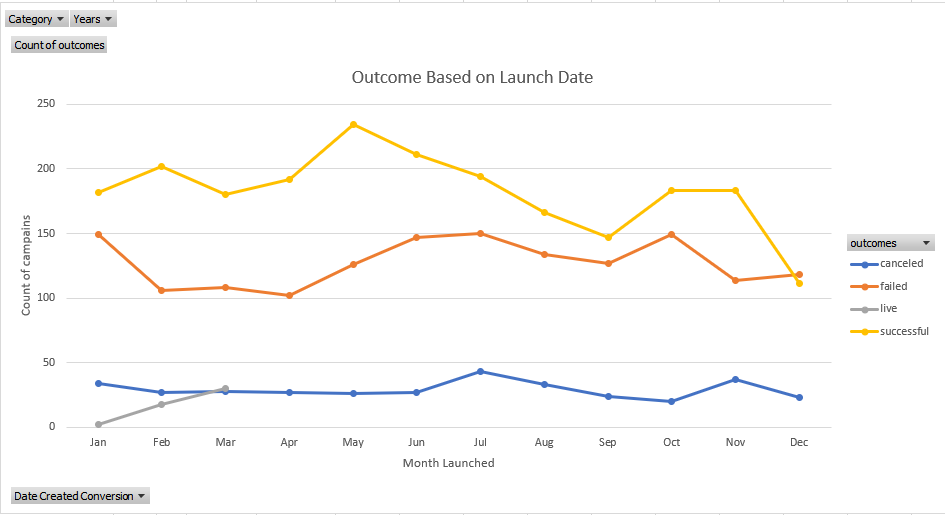 Category Years
Count of outcomes
Outcome Based on Launch Date
250
200
150
100
50
0
Count of campains
Jan Feb Mar Apr May Jun Jul Aug Sep Oct Nov Dec
Month Launched
outcomes
canceled
failed
live
successful
Date Created Conversion